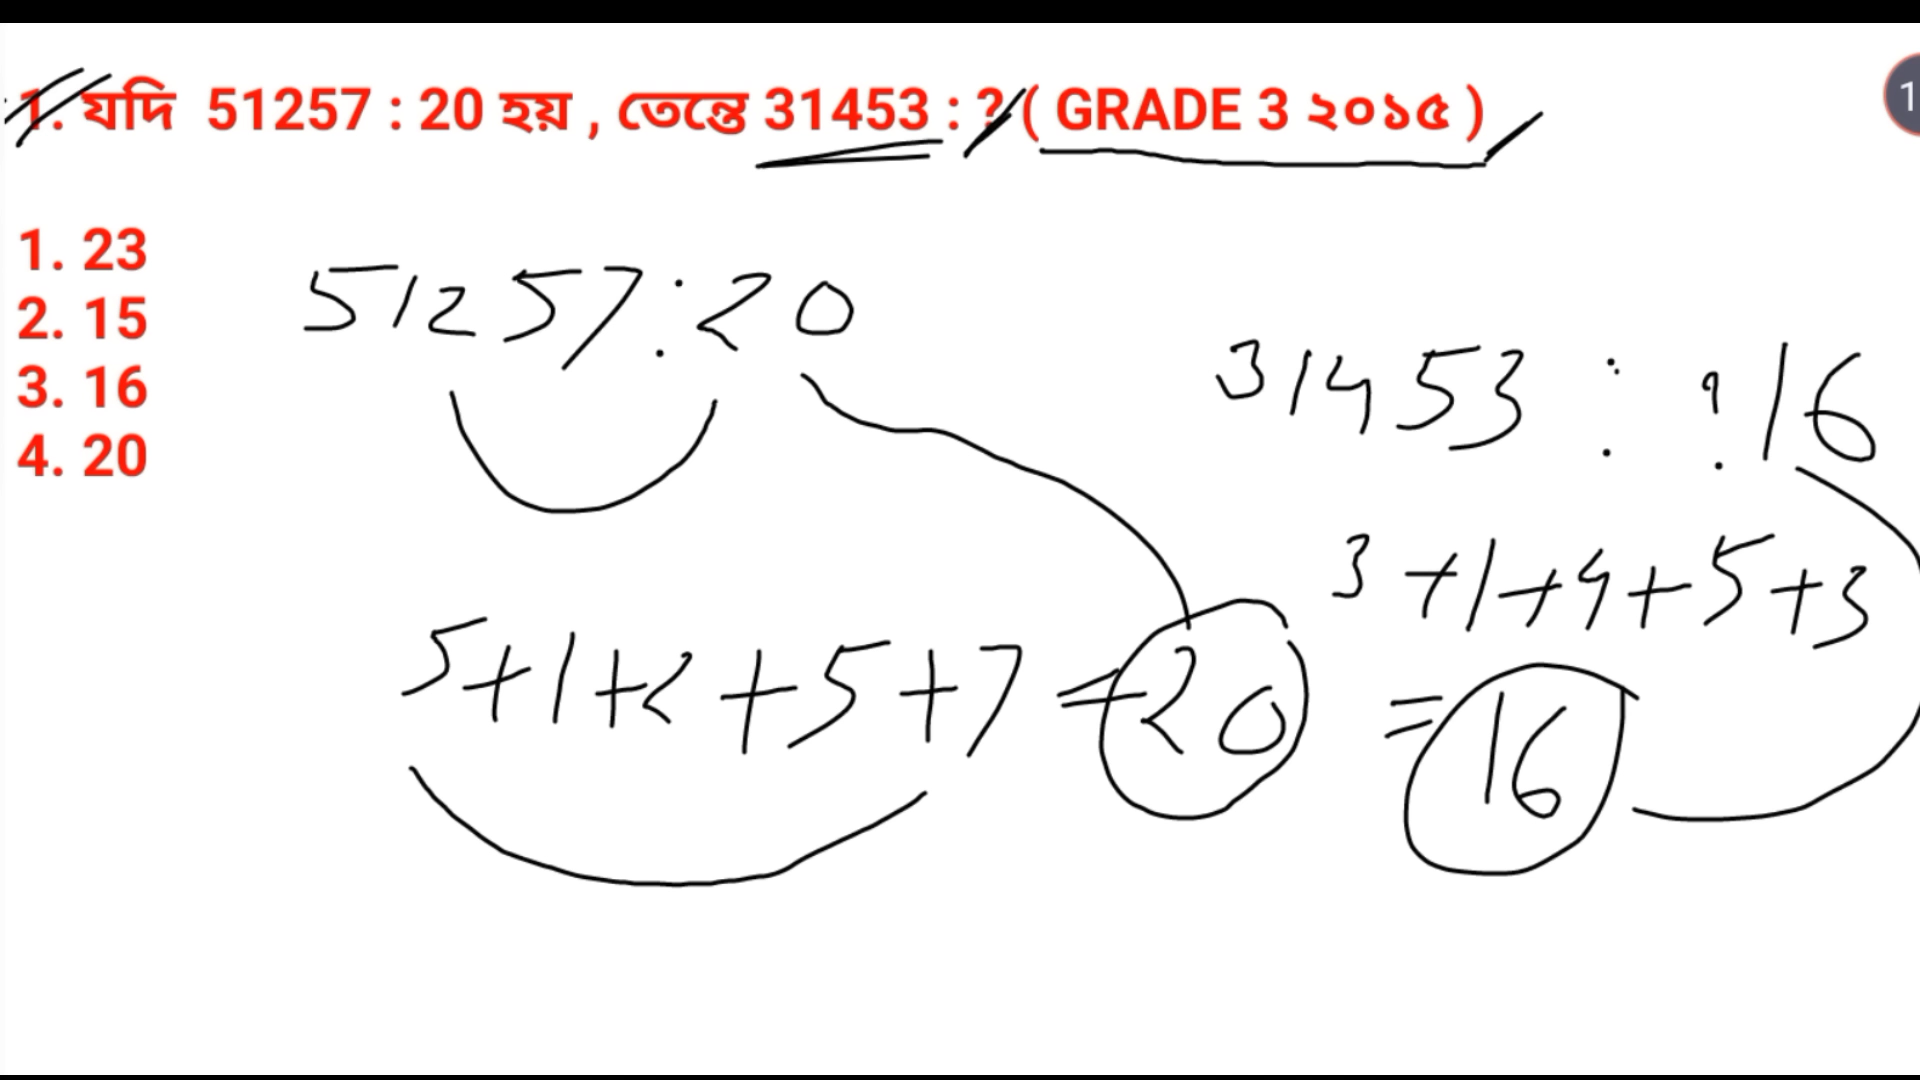 1. যদি 51257 : 20 হয় , তেন্তে 31453 : ? ( GRADE 3 ২০১৫ )
1
1. 23
2. 15
3. 16
4. 20
51257 : 20
31453 : ? 16
5+1+2+5+7 = 20
3+1+4+5+3
= 16